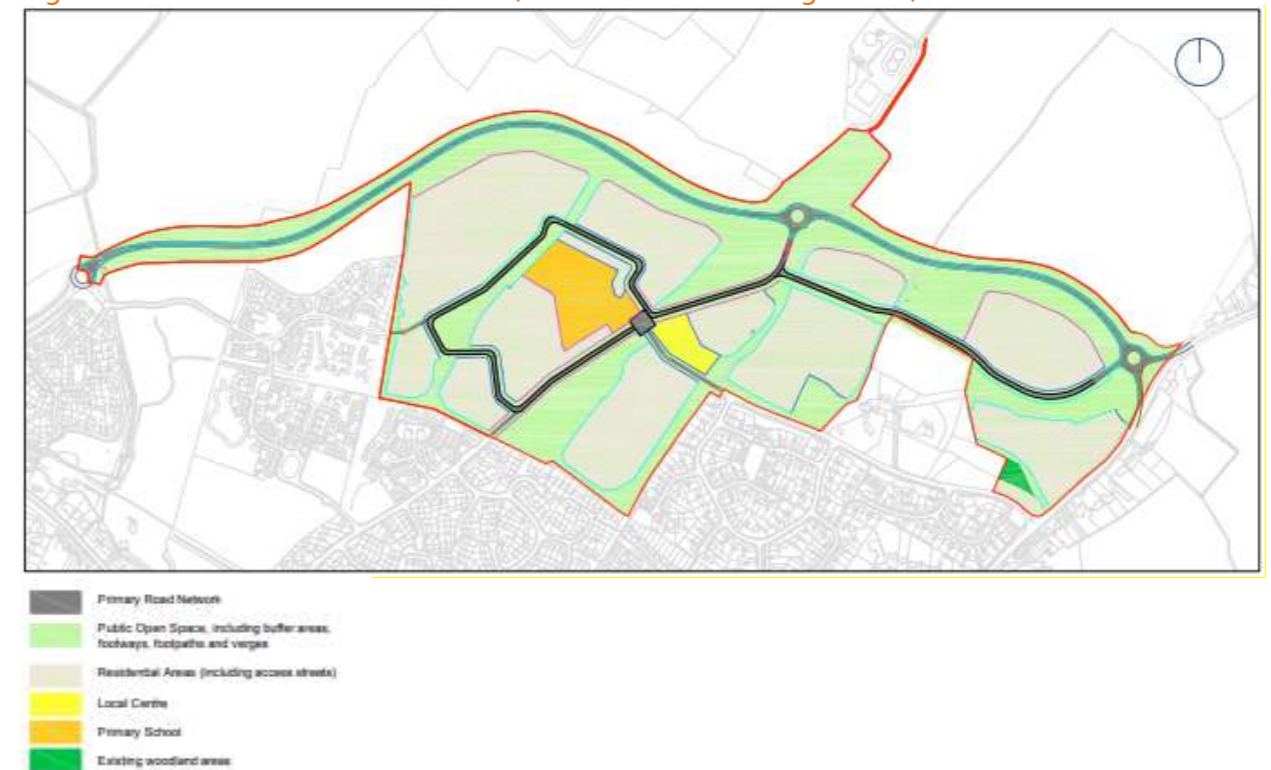 Primary Road Network
Public Open Space, including buffer areas,
footways, footpaths and verges
Residential Areas (including access streets)
Local Centre
Primary School
Existing woodland areas